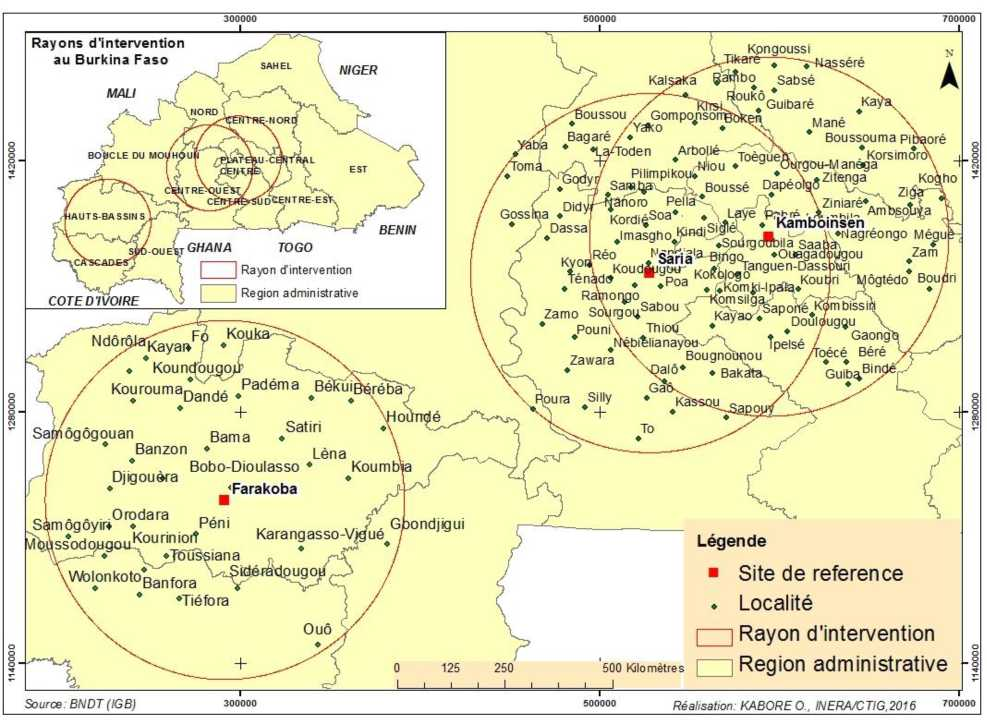 300000
500000
700000
Rayons d'intervention
au Burkina Faso
MALI
NIGER
SAHEL
NORD
CENTRE-NORD
BOUCLE DU MOUHOUN
PLATEAU-CENTRAL
CENTRE
EST
CENTRE-OUEST
CENTRE-SUD
CENTRE-EST
HAUTS-BASSINS
SUD-OUEST
CASCADES
GHANA
TOGO
BENIN
COTE D'IVOIRE
Rayon d'intervention
Region administrative
1420000
1280000
1140000
N
Kongoussi
Tikaré
Nasséré
Kalsaka
Rambo
Sabsé
Roukô
Guibaré
Kaya
Boussou
Gomponsom
Kirsi
Boken
Mané
Bagaré
Yako
Boussouma
Pibaoré
Yaba
La-Toden
Arbollé
Toèguen
Ourgou-Manéga
Korsimoro
Toma
Pilimpikou
Niou
Zitenga
Kogho
Godyr
Samba
Boussé
Dapélogo
Ziga
Nanoro
Didyr
Pella
Ziniaré
Ambsouya
Gossina
Kordié
Soa
Laye
Kamboinsen
Dassa
Imasgho
Kindi
Siglé
Nagréongo
Mégué
Sourgoubila
Saaba
Réo
Bingo
Ouagadougou
Zam
Kyon
Saria
Koudougou
Kokologo
Tanguen-Dassouri
Ténado
Poa
Koubri
Môgtédo
Boudri
Ramongo
Komki-Ipala
Komsilga
Zamo
Sourgou
Sabou
Kayao
Saponé
Kombissiri
Pouni
Thiou
Doulougou
Gaongo
Nébiélianayou
Ipelsé
Zawara
Bougnounou
Toécé
Béré
Dalô
Bakata
Guiba
Bindé
Gaô
Poura
Silly
Kassou
Sapouy
To
Ndôrôla
Kayan
Fô
Kouka
Koundougou
Kourouma
Dandé
Padéma
Békui
Béréba
Houndé
Samôgôgouan
Bama
Satiri
Banzon
Lèna
Djigouèra
Bobo-Dioulasso
Koumbia
Farakoba
Orodara
Samôgôyiri
Péni
Gbondjigui
Moussodougou
Kourinion
Karangasso-Vigué
Toussiana
Wolonkoto
Banfora
Sidéradougou
Tiéfora
Ouô
Légende
Site de reference
Localité
Rayon d'intervention
Region administrative
0 125 250 500 Kilomètres
1420000
1280000
1140000
300000
500000
700000
Source: BNDT (IGB)
Réalisation: KABORE O., INERA/CTIG,2016